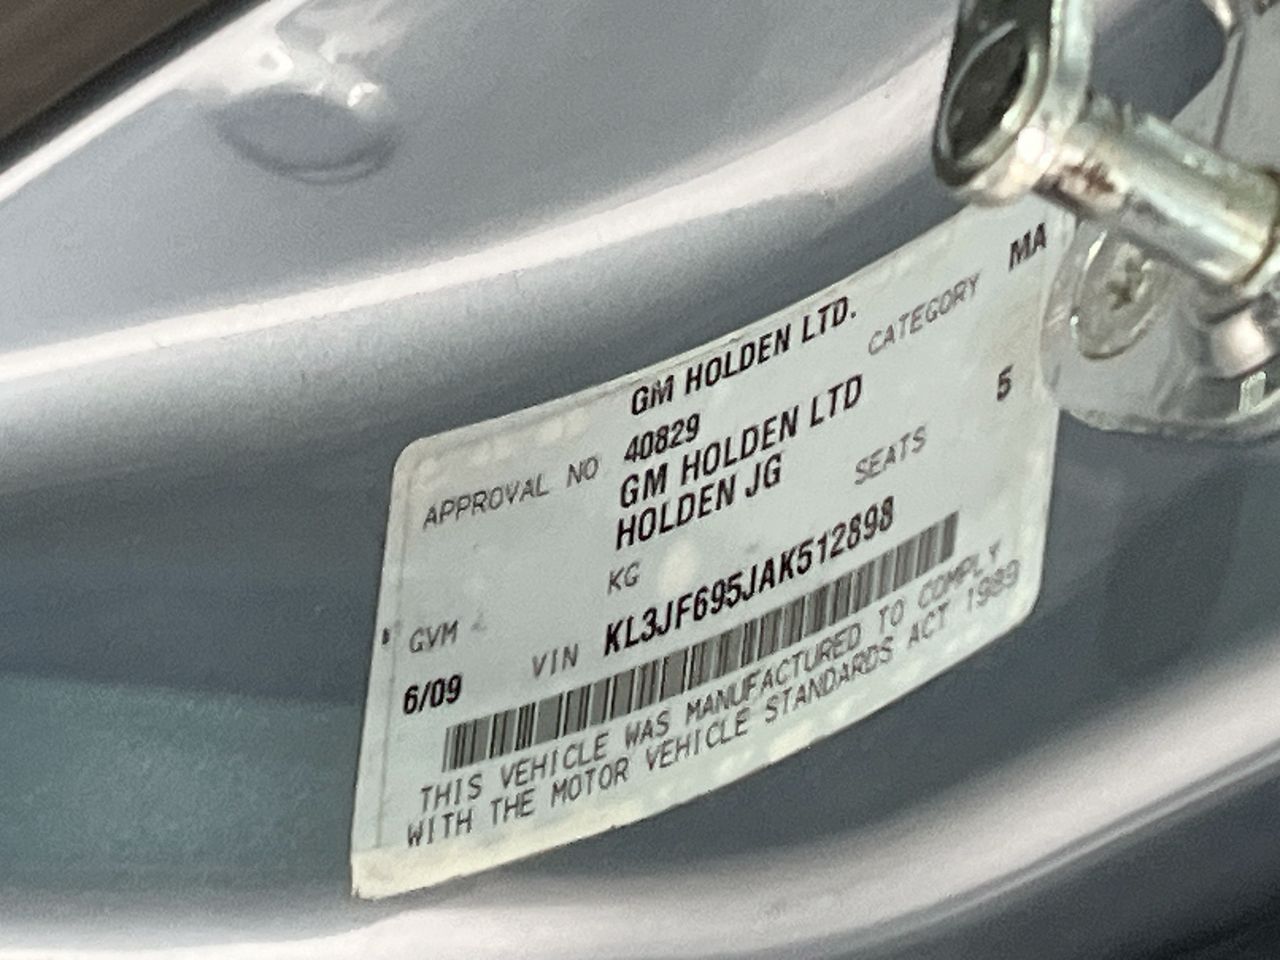 GM HOLDEN LTD.
APPROVAL NO 40829 CATEGORY MA
GM HOLDEN LTD
HOLDEN JG SEATS 5
GVM KG
6/09 VIN KL3JF695JAK512898
THIS VEHICLE WAS MANUFACTURED TO COMPLY
WITH THE MOTOR VEHICLE STANDARDS ACT 1989